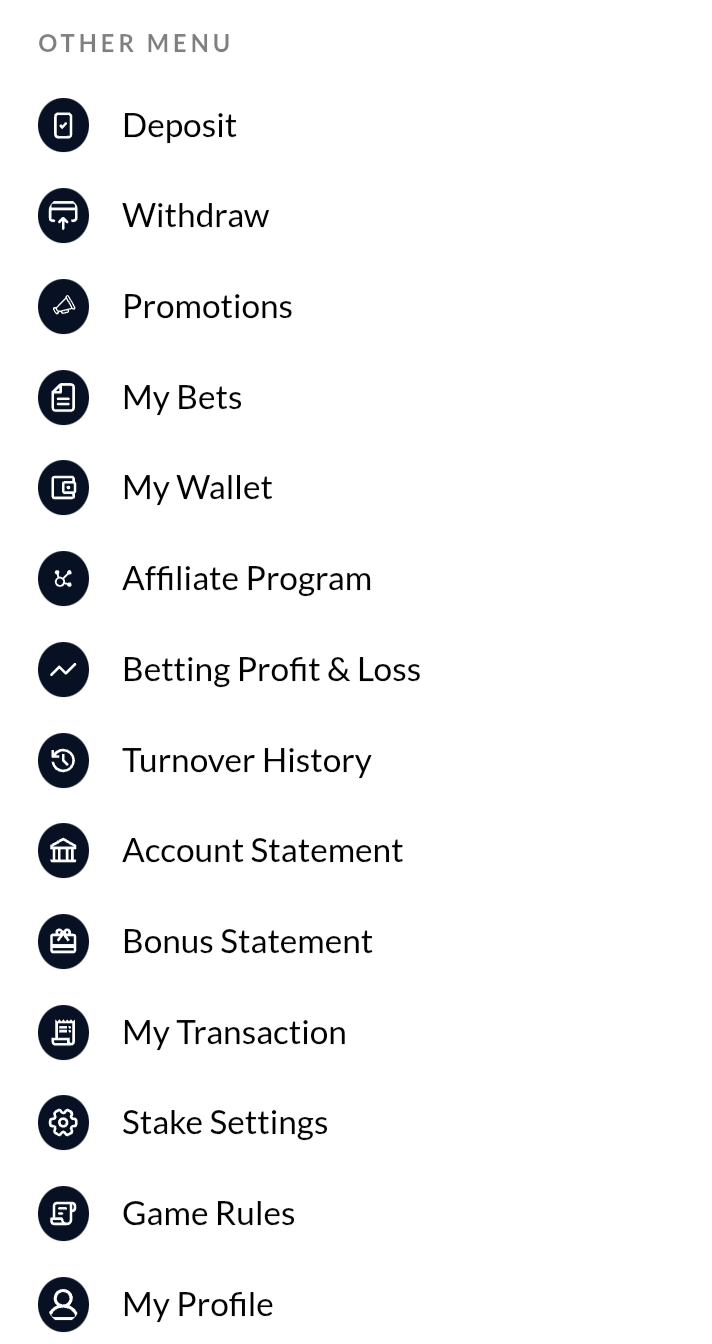 OTHER MENU
Deposit
Withdraw
Promotions
My Bets
My Wallet
Affiliate Program
Betting Profit & Loss
Turnover History
Account Statement
Bonus Statement
My Transaction
Stake Settings
Game Rules
My Profile